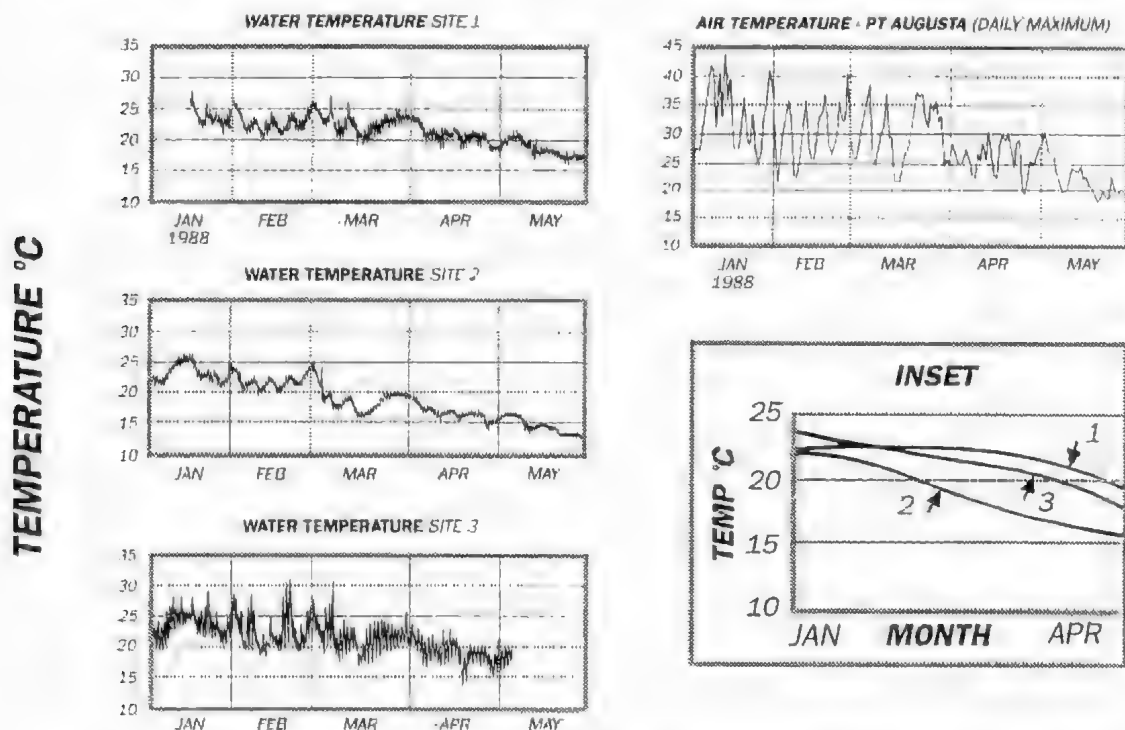 TEMPERATURE °C
WATER TEMPERATURE SITE 1
35
30
25
20
15
10
JAN FEB MAR APR MAY
1988
WATER TEMPERATURE SITE 2
35
30
25
20
15
10
JAN FEB MAR APR MAY
WATER TEMPERATURE SITE 3
35
30
25
20
15
10
JAN FEB MAR APR MAY
AIR TEMPERATURE - PT AUGUSTA (DAILY MAXIMUM)
45
40
35
30
25
20
15
10
JAN FEB MAR APR MAY
1988
INSET
TEMP °C
25
20
15
10
1
2
3
JAN MONTH APR